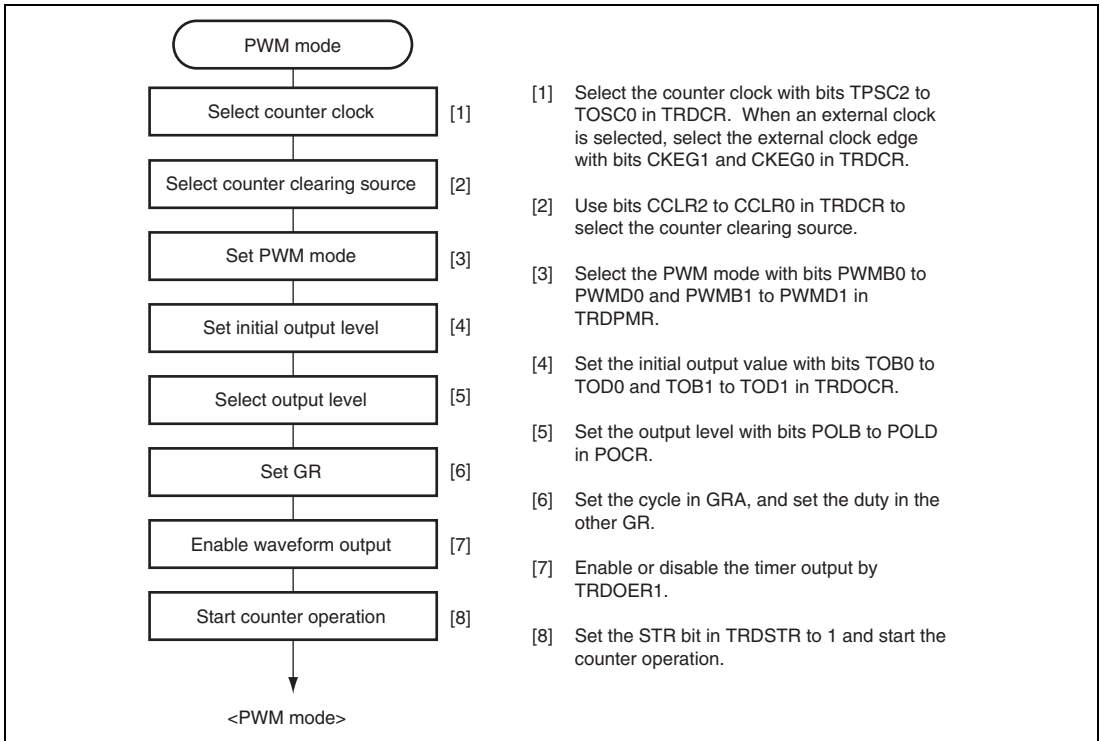 PWM mode
Select counter clock [1]
Select counter clearing source [2]
Set PWM mode [3]
Set initial output level [4]
Select output level [5]
Set GR [6]
Enable waveform output [7]
Start counter operation [8]
<PWM mode>
[1] Select the counter clock with bits TPSC2 to
TOSC0 in TRDCR. When an external clock
is selected, select the external clock edge
with bits CKEG1 and CKEG0 in TRDCR.
[2] Use bits CCLR2 to CCLR0 in TRDCR to
select the counter clearing source.
[3] Select the PWM mode with bits PWMB0 to
PWMD0 and PWMB1 to PWMD1 in
TRDPMR.
[4] Set the initial output value with bits TOB0 to
TOD0 and TOB1 to TOD1 in TRDOCR.
[5] Set the output level with bits POLB to POLD
in POCR.
[6] Set the cycle in GRA, and set the duty in the
other GR.
[7] Enable or disable the timer output by
TRDOER1.
[8] Set the STR bit in TRDSTR to 1 and start the
counter operation.